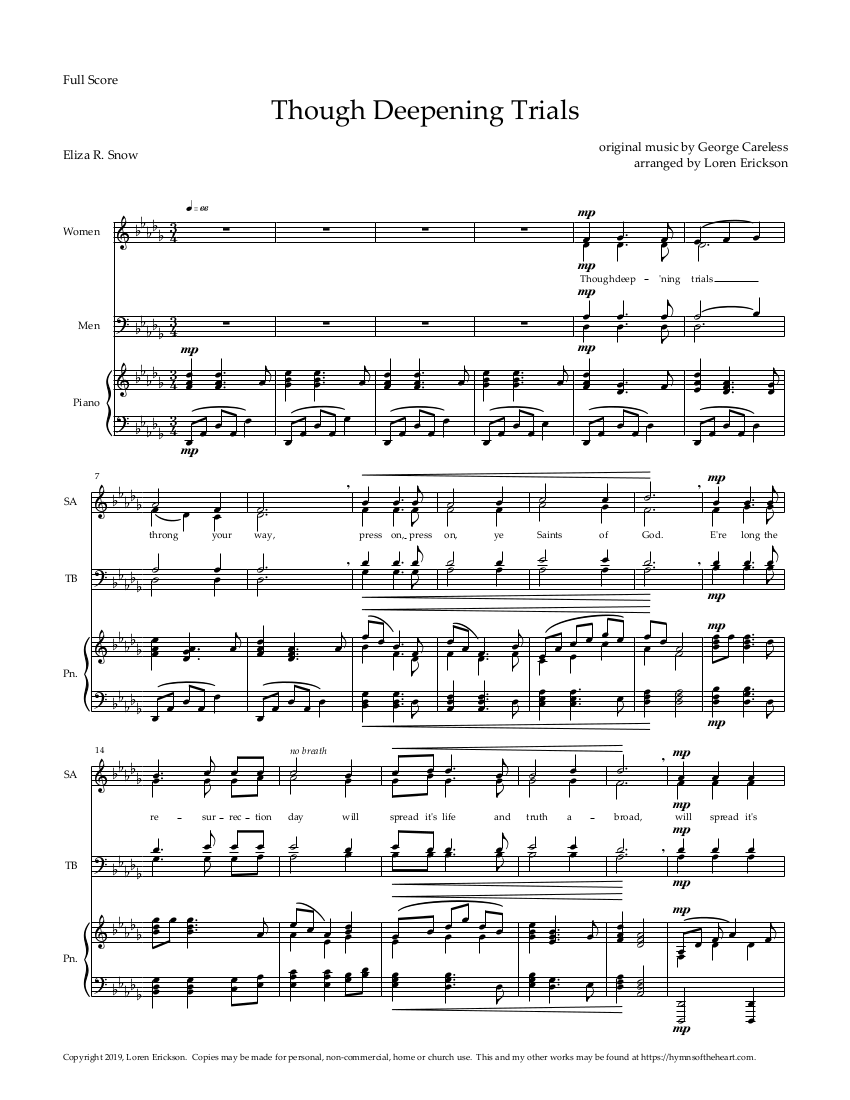 Full Score
Though Deepening Trials
Eliza R. Snow
original music by George Careless
arranged by Loren Erickson
Women
mp
mp
Though deep - 'ning trials
mp
Men
mp
mp
Piano
mp
7
mp
SA
throng your way, press on, press on, ye Saints of God. E're long the
TB
mp
mp
Pn.
mp
14
no breath
mp
SA
mp
re - sur - rec - tion day will spread it's life and truth a - broad, will spread it's
mp
TB
mp
mp
Pn.
mp
Copyright 2019, Loren Erickson. Copies may be made for personal, non-commercial, home or church use. This and my other works may be found at https://hymnsoftheheart.com.